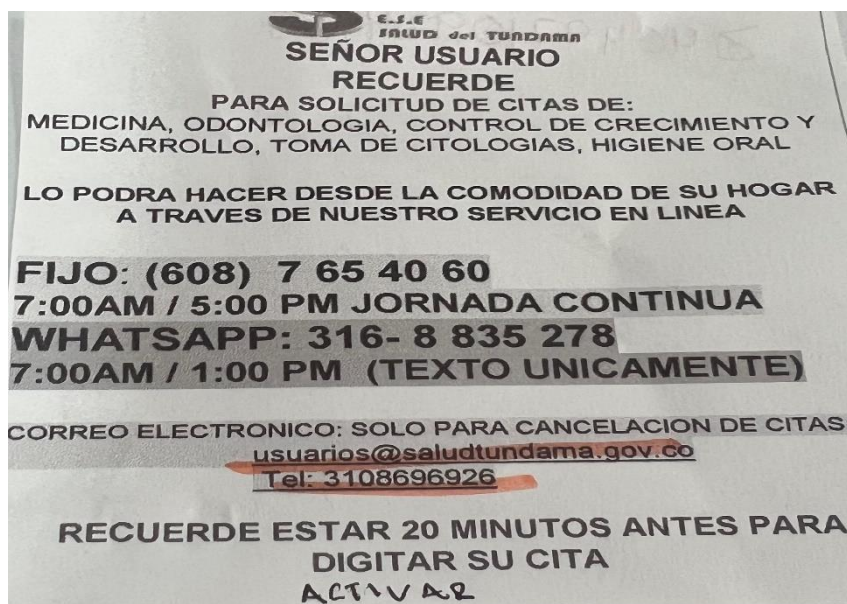 E.S.E
SALUD del TUNDAMA
SEÑOR USUARIO
RECUERDE
PARA SOLICITUD DE CITAS DE:
MEDICINA, ODONTOLOGIA, CONTROL DE CRECIMIENTO Y
DESARROLLO, TOMA DE CITOLOGIAS, HIGIENE ORAL
LO PODRA HACER DESDE LA COMODIDAD DE SU HOGAR
A TRAVES DE NUESTRO SERVICIO EN LINEA
FIJO: (608) 7 65 40 60
7:00AM / 5:00 PM JORNADA CONTINUA
WHATSAPP: 316- 8 835 278
7:00AM / 1:00 PM (TEXTO UNICAMENTE)
CORREO ELECTRONICO: SOLO PARA CANCELACION DE CITAS
usuarios@saludtundama.gov.co
Tel: 3108696926
RECUERDE ESTAR 20 MINUTOS ANTES PARA
DIGITAR SU CITA
ACTIVAR